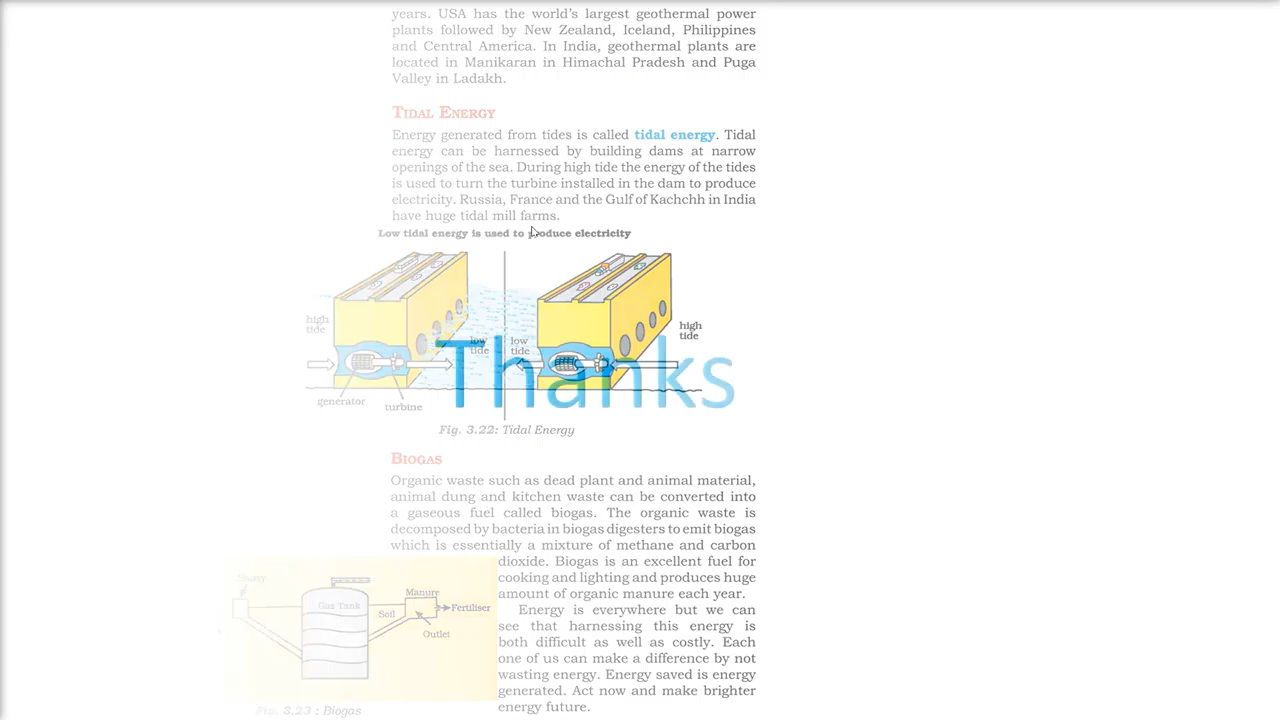 years. USA has the world's largest geothermal power
plants followed by New Zealand, Iceland, Philippines
and Central America. In India, geothermal plants are
located in Manikaran in Himachal Pradesh and Puga
Valley in Ladakh.
TIDAL ENERGY
Energy generated from tides is called tidal energy. Tidal
energy can be harnessed by building dams at narrow
openings of the sea. During high tide the energy of the tides
is used to turn the turbine installed in the dam to produce
electricity. Russia, France and the Gulf of Kachchh in India
have huge tidal mill farms.
Low tidal energy is used to produce electricity
high
tide
low
tide
low
tide
high
tide
generator
turbine
Thanks
Fig. 3.22: Tidal Energy
BIOGAS
Organic waste such as dead plant and animal material,
animal dung and kitchen waste can be converted into
a gaseous fuel called biogas. The organic waste is
decomposed by bacteria in biogas digesters to emit biogas
which is essentially a mixture of methane and carbon
dioxide. Biogas is an excellent fuel for
cooking and lighting and produces huge
amount of organic manure each year.
Energy is everywhere but we can
see that harnessing this energy is
both difficult as well as costly. Each
one of us can make a difference by not
wasting energy. Energy saved is energy
generated. Act now and make brighter
energy future.
Slurry
Gas Tank
Soil
Manure
Fertiliser
Outlet
Fig. 3.23 : Biogas